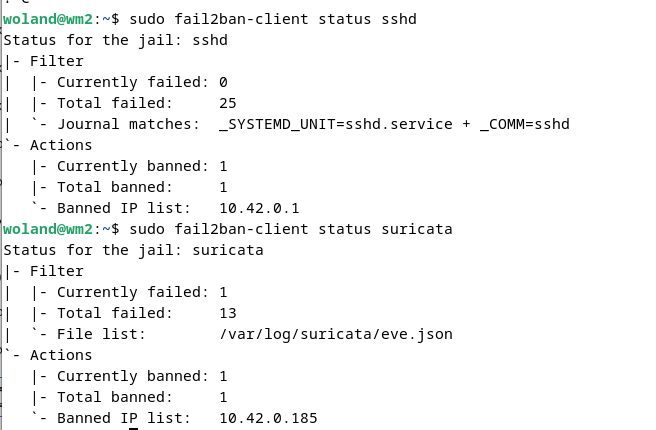 woland@wm2:~$ sudo fail2ban-client status sshd
Status for the jail: sshd
|- Filter
|  |- Currently failed: 0
|  |- Total failed:     25
|  `- Journal matches:  _SYSTEMD_UNIT=sshd.service + _COMM=sshd
`- Actions
   |- Currently banned: 1
   |- Total banned:     1
   `- Banned IP list:   10.42.0.1
woland@wm2:~$ sudo fail2ban-client status suricata
Status for the jail: suricata
|- Filter
|  |- Currently failed: 1
|  |- Total failed:     13
|  `- File list:        /var/log/suricata/eve.json
`- Actions
   |- Currently banned: 1
   |- Total banned:     1
   `- Banned IP list:   10.42.0.185